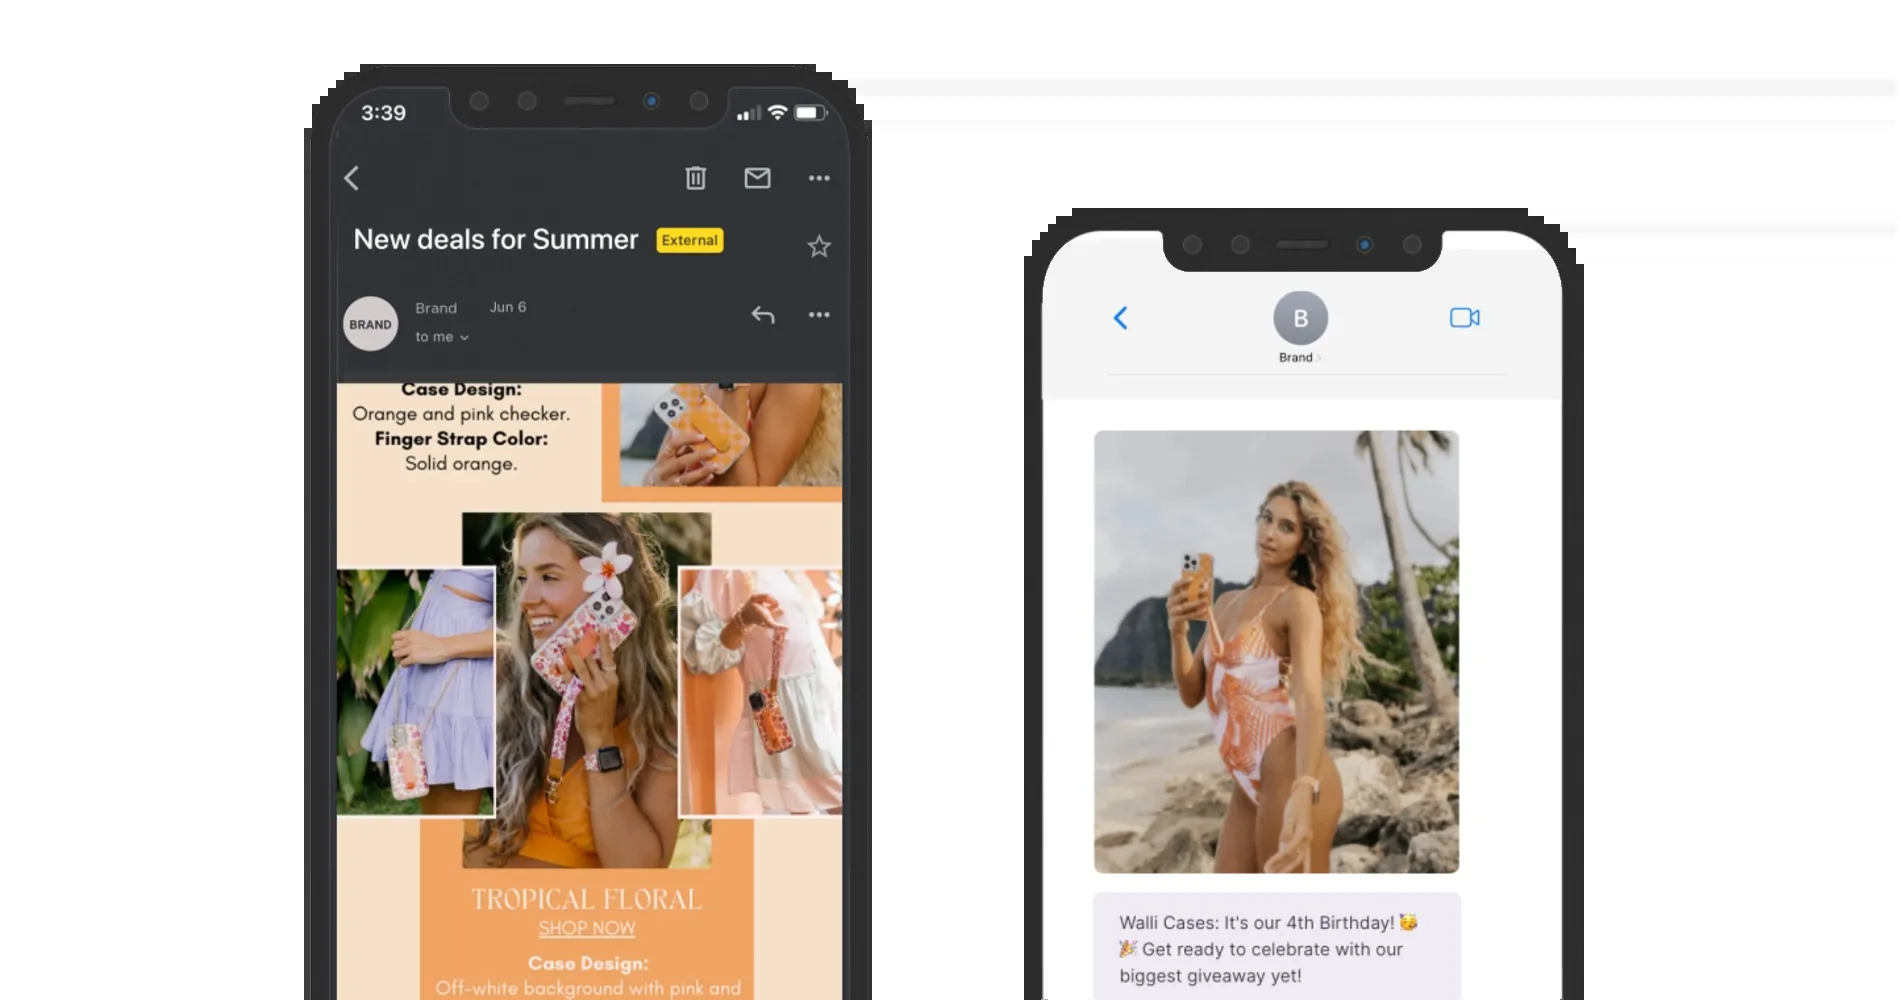 3:39
New deals for Summer
External
BRAND
Brand
Jun 6
to me
Case Design:
Orange and pink checker.
Finger Strap Color:
Solid orange.
TROPICAL FLORAL
SHOP NOW
Case Design:
Off-white background with pink and
B
Brand
Walli Cases: It's our 4th Birthday! 🥳
🎉 Get ready to celebrate with our
biggest giveaway yet!